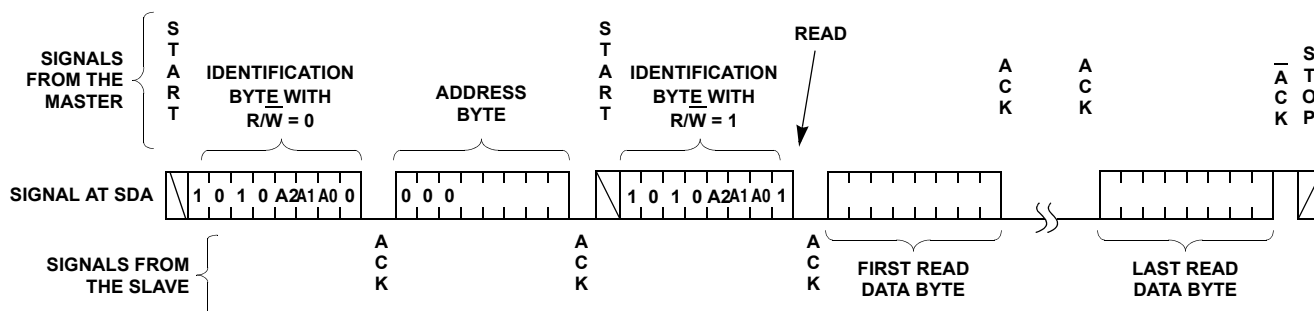 SIGNALS
FROM THE
MASTER
START
IDENTIFICATION
BYTE WITH
R/W̅ = 0
ADDRESS
BYTE
START
IDENTIFICATION
BYTE WITH
R/W̅ = 1
READ
ACK
ACK
A̅CK
STOP
SIGNAL AT SDA
1 0 1 0 A2 A1 A0 0
0 0 0
1 0 1 0 A2 A1 A0 1
SIGNALS FROM
THE SLAVE
ACK
ACK
ACK
FIRST READ
DATA BYTE
LAST READ
DATA BYTE